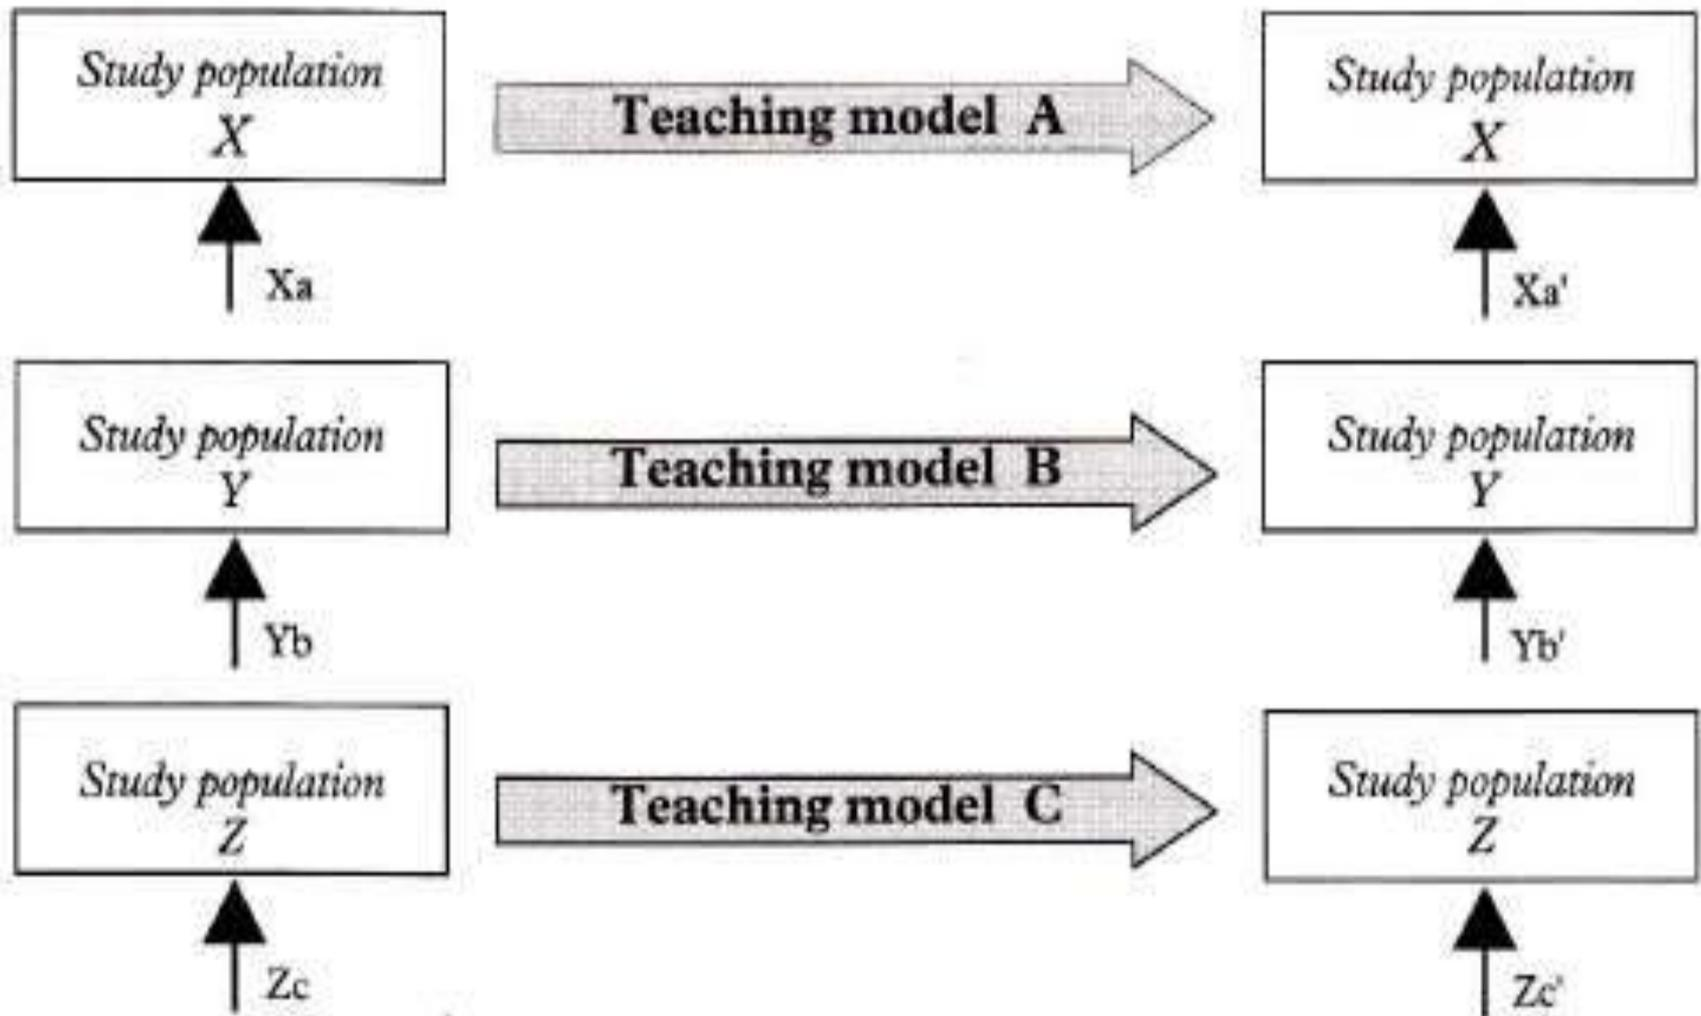 Study population
X
Teaching model A
Study population
X
Xa
Xa'
Study population
Y
Teaching model B
Study population
Y
Yb
Yb'
Study population
Z
Teaching model C
Study population
Z
Zc
Zc'